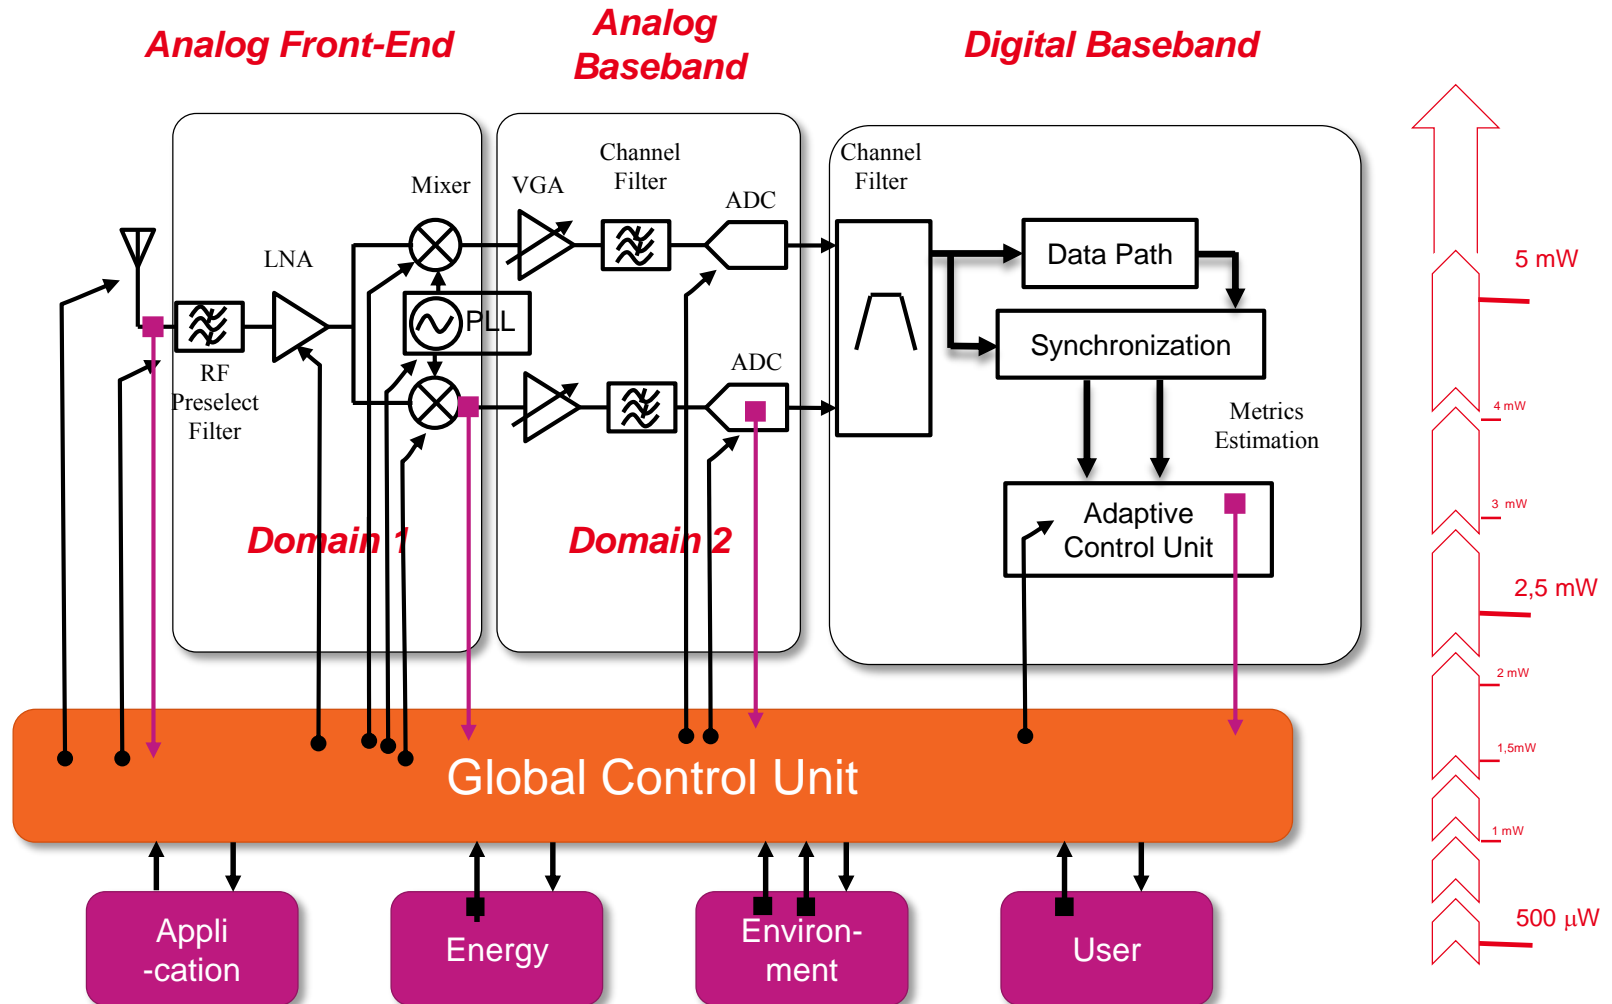 Analog Front-End
Analog
Baseband
Digital Baseband
Mixer
VGA
Channel
Filter
ADC
Channel
Filter
LNA
PLL
Data Path
5 mW
RF
Preselect
Filter
ADC
Synchronization
Metrics
Estimation
4 mW
3 mW
Domain 1
Domain 2
Adaptive
Control Unit
2,5 mW
2 mW
1,5mW
Global Control Unit
1 mW
Appli
-cation
Energy
Environ-
ment
User
500 µW